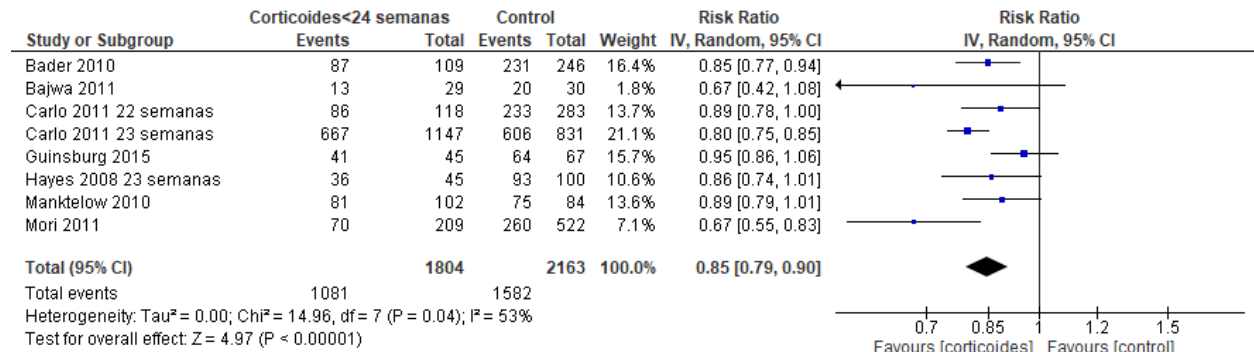 Corticoides<24 semanas Control Risk Ratio Risk Ratio
Study or Subgroup Events Total Events Total Weight IV, Random, 95% CI IV, Random, 95% CI
Bader 2010 87 109 231 246 16.4% 0.85 [0.77, 0.94]
Bajwa 2011 13 29 20 30 1.8% 0.67 [0.42, 1.08]
Carlo 2011 22 semanas 86 118 233 283 13.7% 0.89 [0.78, 1.00]
Carlo 2011 23 semanas 667 1147 606 831 21.1% 0.80 [0.75, 0.85]
Guinsburg 2015 41 45 64 67 15.7% 0.95 [0.86, 1.06]
Hayes 2008 23 semanas 36 45 93 100 10.6% 0.86 [0.74, 1.01]
Manktelow 2010 81 102 75 84 13.6% 0.89 [0.79, 1.01]
Mori 2011 70 209 260 522 7.1% 0.67 [0.55, 0.83]
Total (95% CI) 1804 2163 100.0% 0.85 [0.79, 0.90]
Total events 1081 1582
Heterogeneity: Tau² = 0.00; Chi² = 14.96, df = 7 (P = 0.04); I² = 53%
Test for overall effect: Z = 4.97 (P < 0.00001)
0.7 0.85 1 1.2 1.5
Favours [corticoides] Favours [control]